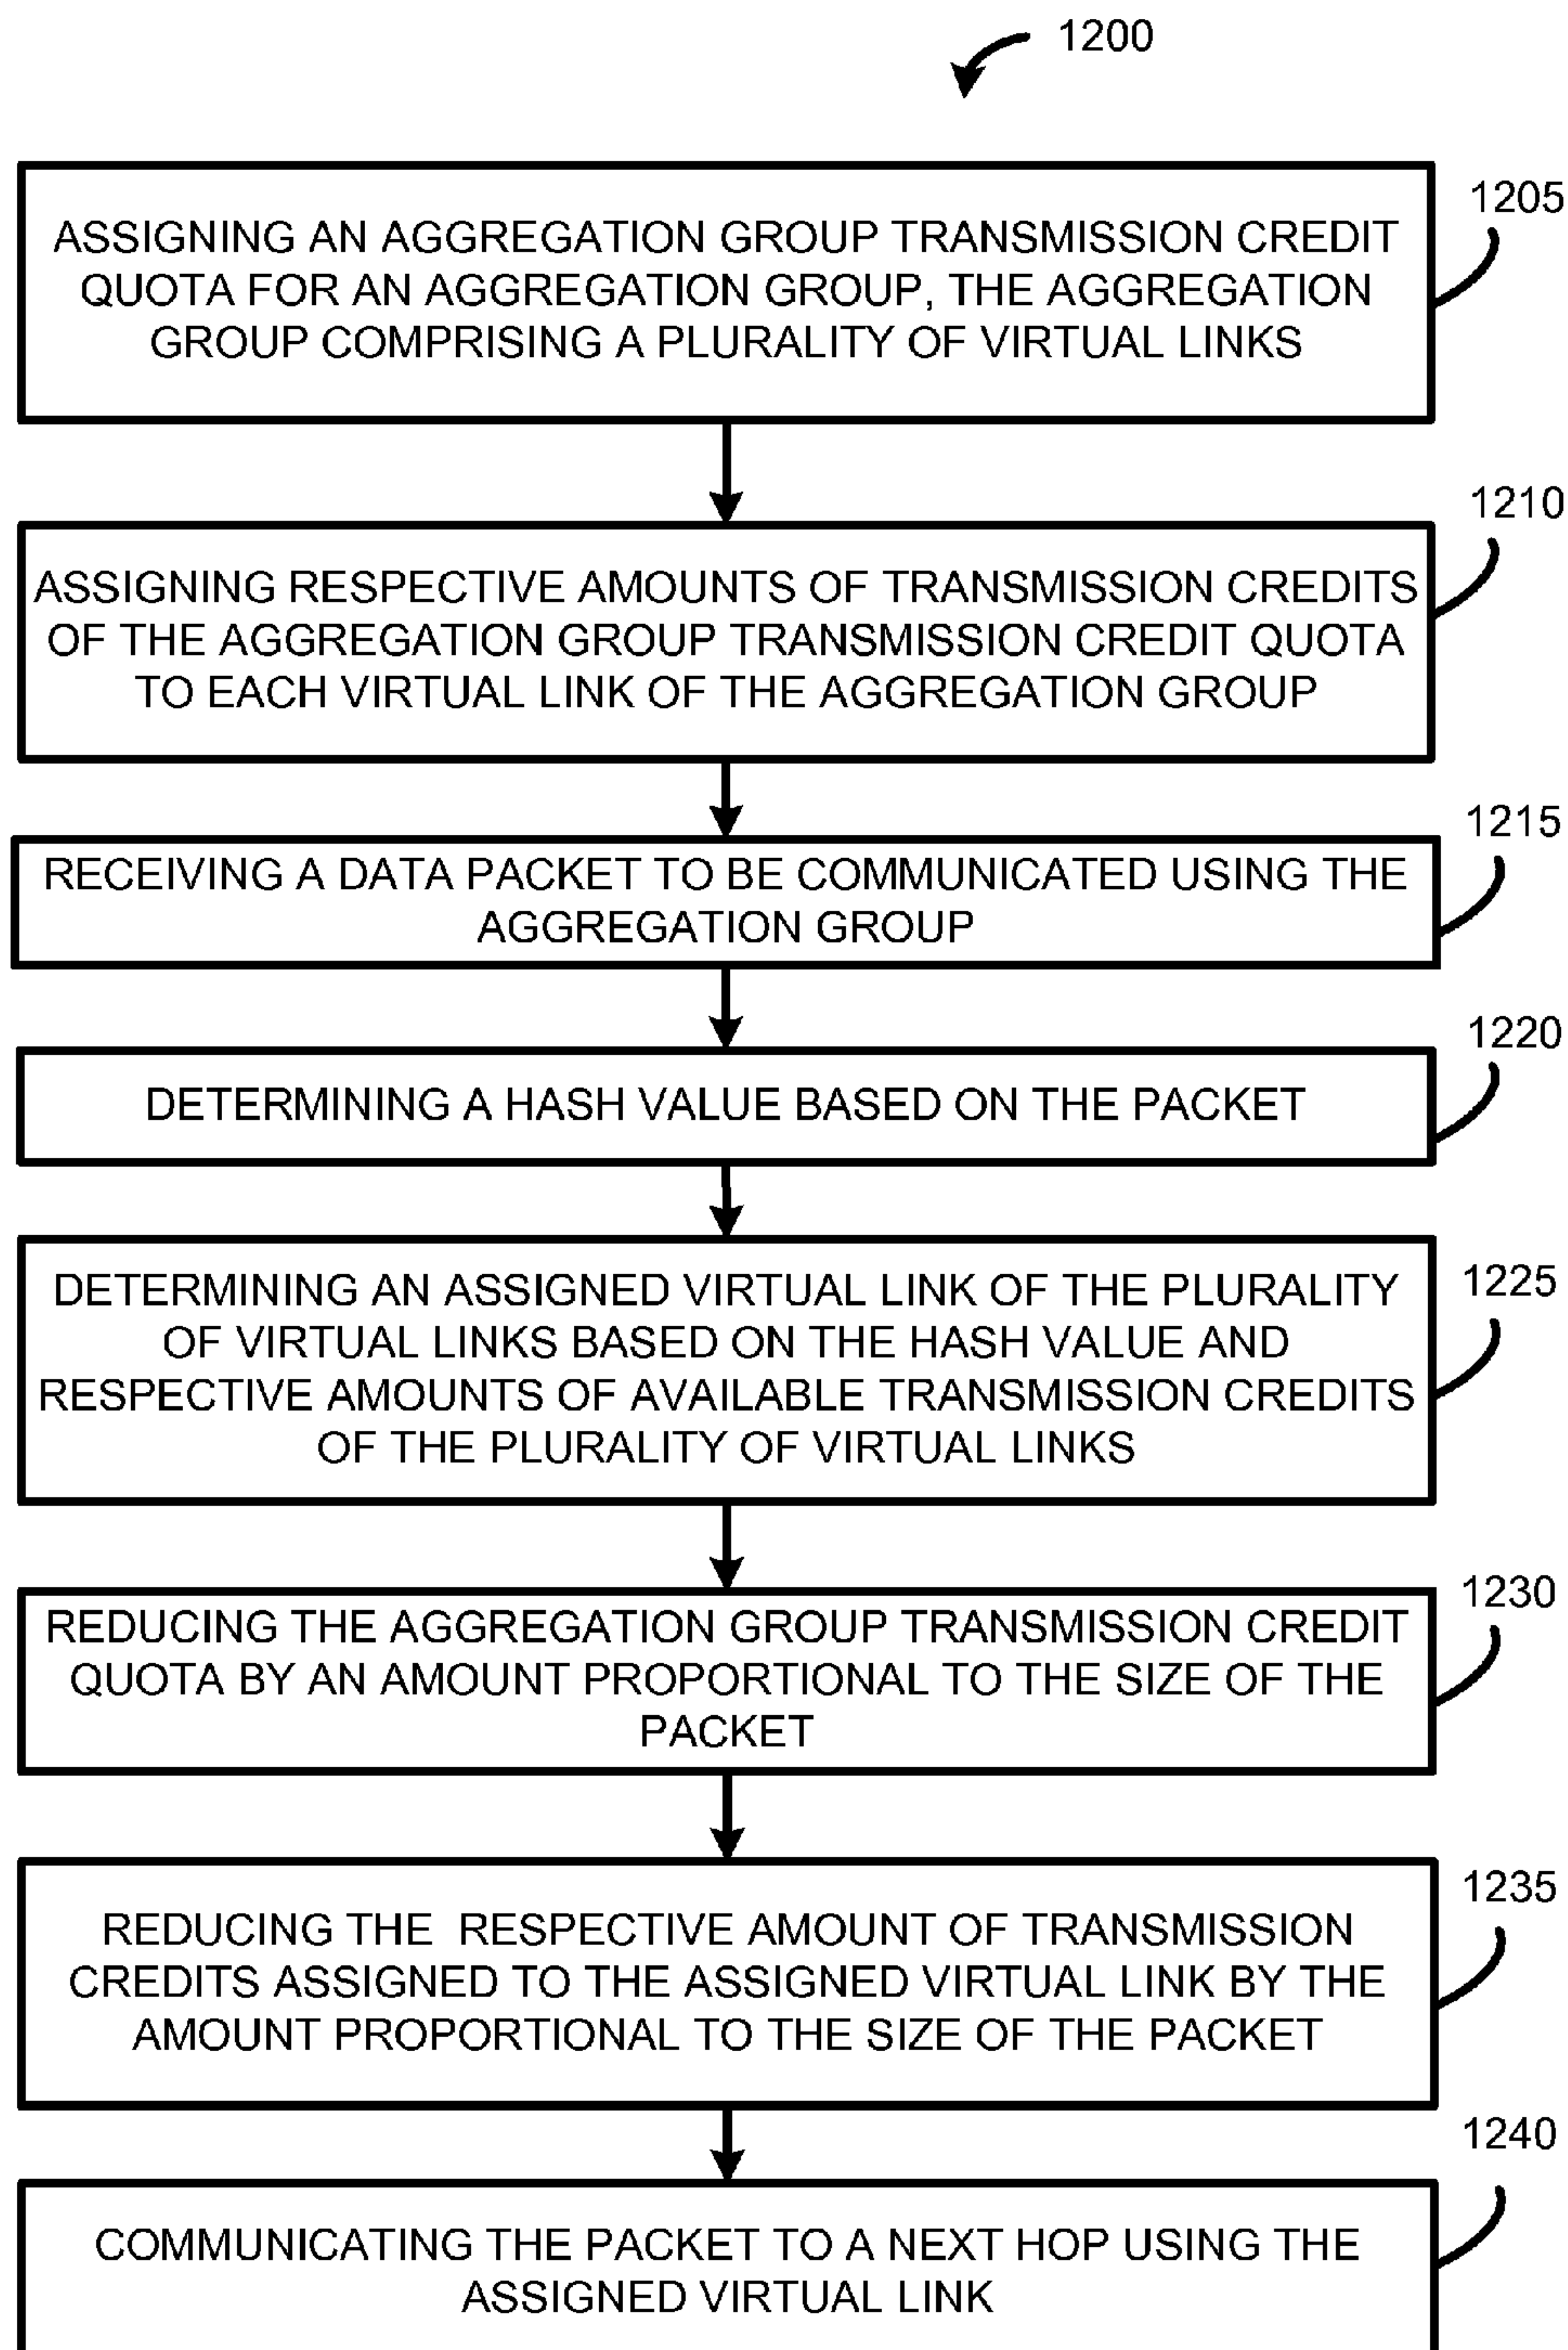 1200
1205
ASSIGNING AN AGGREGATION GROUP TRANSMISSION CREDIT
QUOTA FOR AN AGGREGATION GROUP, THE AGGREGATION
GROUP COMPRISING A PLURALITY OF VIRTUAL LINKS
1210
ASSIGNING RESPECTIVE AMOUNTS OF TRANSMISSION CREDITS
OF THE AGGREGATION GROUP TRANSMISSION CREDIT QUOTA
TO EACH VIRTUAL LINK OF THE AGGREGATION GROUP
1215
RECEIVING A DATA PACKET TO BE COMMUNICATED USING THE
AGGREGATION GROUP
1220
DETERMINING A HASH VALUE BASED ON THE PACKET
1225
DETERMINING AN ASSIGNED VIRTUAL LINK OF THE PLURALITY
OF VIRTUAL LINKS BASED ON THE HASH VALUE AND
RESPECTIVE AMOUNTS OF AVAILABLE TRANSMISSION CREDITS
OF THE PLURALITY OF VIRTUAL LINKS
1230
REDUCING THE AGGREGATION GROUP TRANSMISSION CREDIT
QUOTA BY AN AMOUNT PROPORTIONAL TO THE SIZE OF THE
PACKET
1235
REDUCING THE RESPECTIVE AMOUNT OF TRANSMISSION
CREDITS ASSIGNED TO THE ASSIGNED VIRTUAL LINK BY THE
AMOUNT PROPORTIONAL TO THE SIZE OF THE PACKET
1240
COMMUNICATING THE PACKET TO A NEXT HOP USING THE
ASSIGNED VIRTUAL LINK